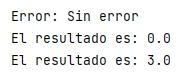 Error: Sin error
El resultado es: 0.0
El resultado es: 3.0